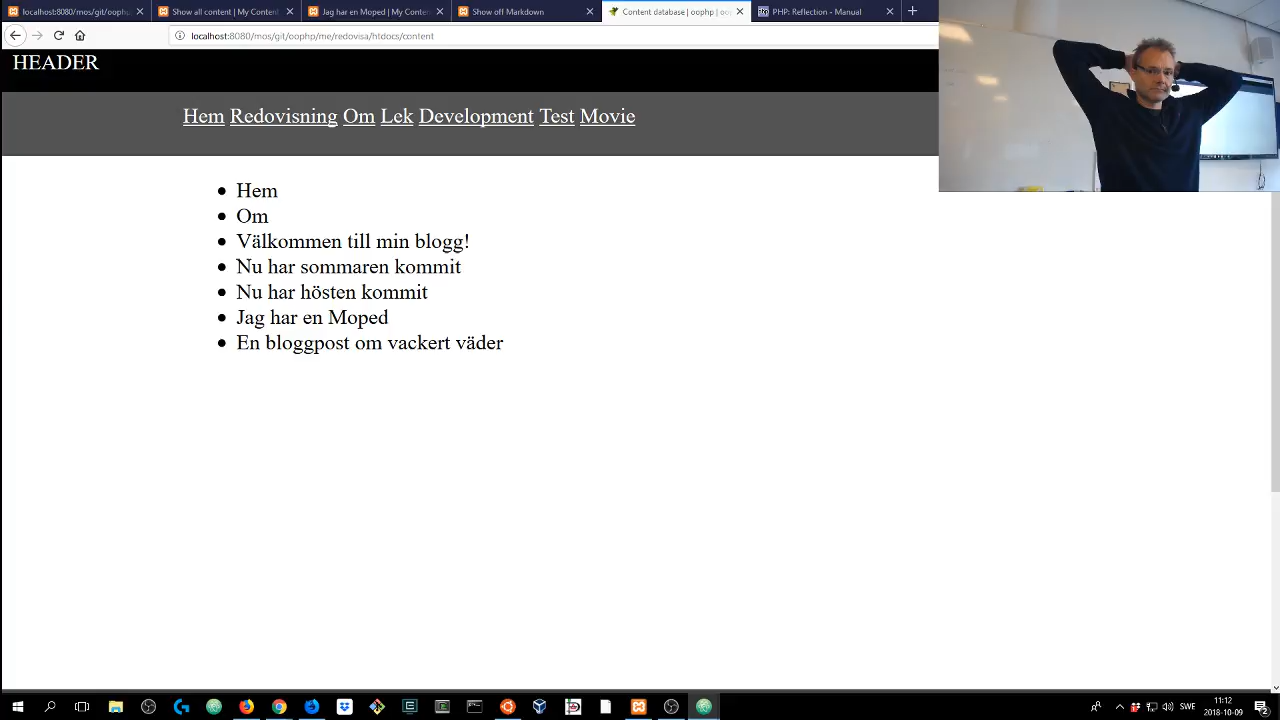 localhost:8080/mos/git/oophp
Show all content | My Content
Jag har en Moped | My Conten
Show off Markdown
Content database | oophp | oo
PHP: Reflection - Manual
localhost:8080/mos/git/oophp/me/redovisa/htdocs/content
HEADER
Hem Redovisning Om Lek Development Test Movie
Hem
Om
Välkommen till min blogg!
Nu har sommaren kommit
Nu har hösten kommit
Jag har en Moped
En bloggpost om vackert väder
SWE
11:12
2018-10-09